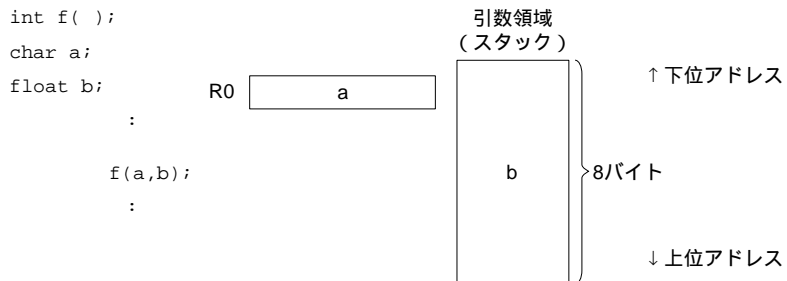 int f( );
char a;
float b;
:
f(a,b);
:
R0
a
引数領域
(スタック)
b
8バイト
↑下位アドレス
↓上位アドレス